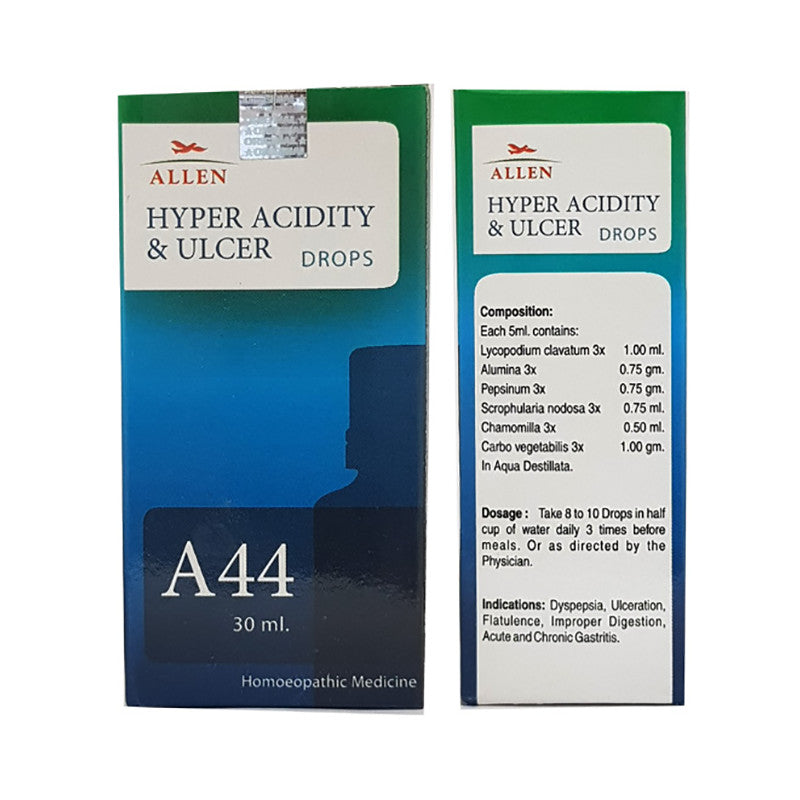 ALLEN
HYPER ACIDITY
& ULCER DROPS
A44
30 ml.
Homoeopathic Medicine
ALLEN
HYPER ACIDITY
& ULCER DROPS
Composition:
Each 5ml. contains:
Lycopodium clavatum 3x 1.00 ml.
Alumina 3x 0.75 gm.
Pepsinum 3x 0.75 gm.
Scrophularia nodosa 3x 0.75 ml.
Chamomilla 3x 0.50 ml.
Carbo vegetabilis 3x 1.00 gm.
In Aqua Destillata.
Dosage : Take 8 to 10 Drops in half
cup of water daily 3 times before
meals. Or as directed by the
Physician.
Indications: Dyspepsia, Ulceration,
Flatulence, Improper Digestion,
Acute and Chronic Gastritis.